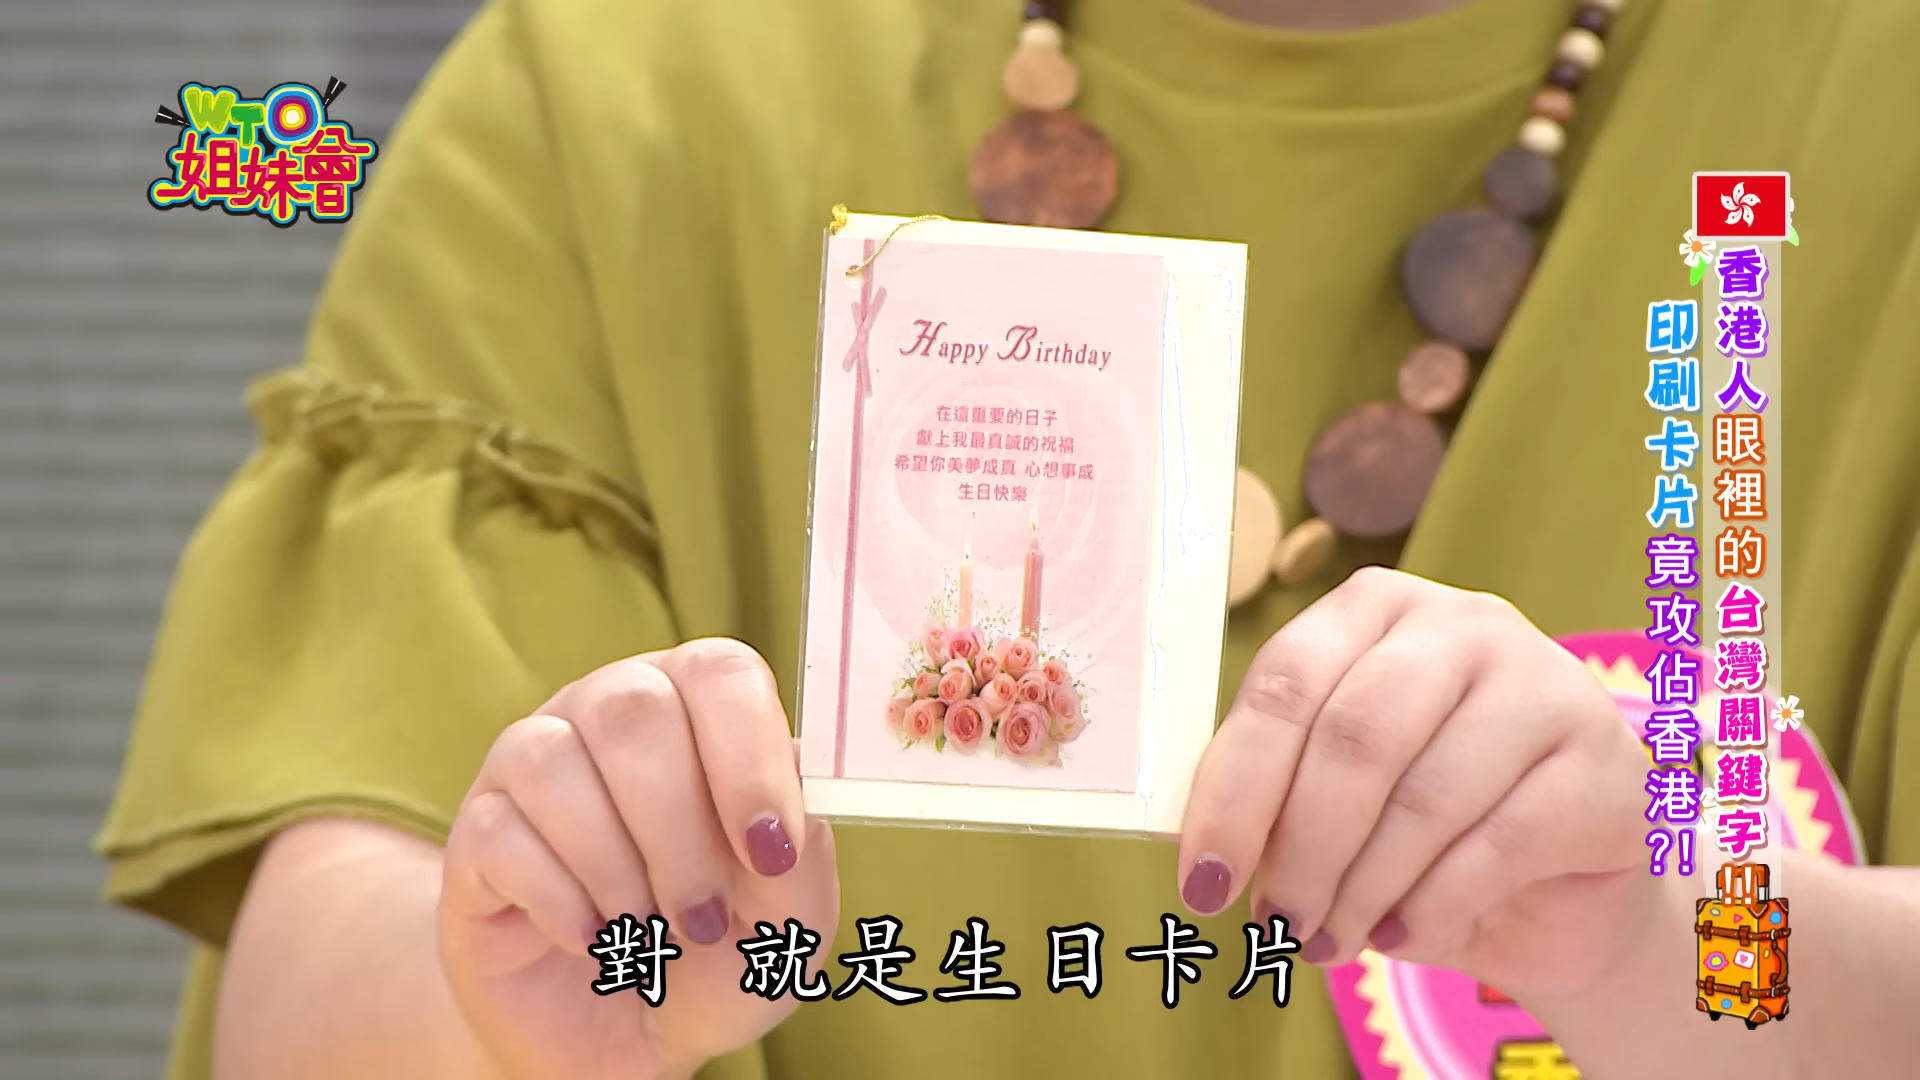 WTO
姐妹會
香港人眼裡的台灣關鍵字!!
印刷卡片竟攻佔香港?!
Happy Birthday
在這重要的日子
獻上我最真誠的祝福
希望你美夢成真 心想事成
生日快樂
對 就是生日卡片